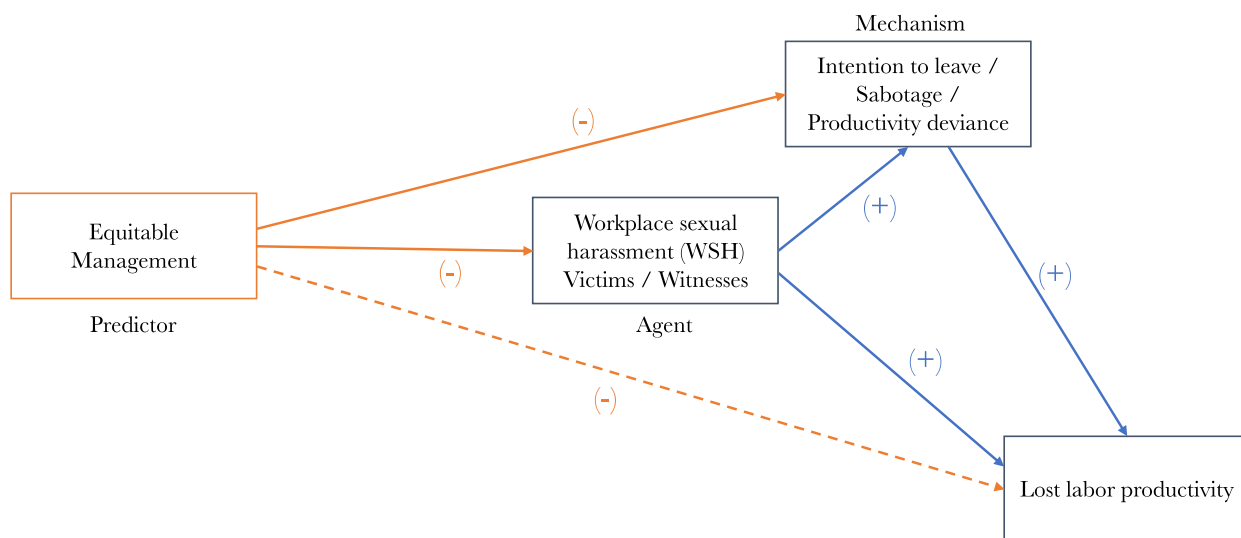 Mechanism
Intention to leave /
Sabotage /
Productivity deviance
(-)
Equitable
Management
Predictor
(-)
Workplace sexual
harassment (WSH)
Victims / Witnesses
Agent
(+)
(+)
(+)
(-)
Lost labor productivity